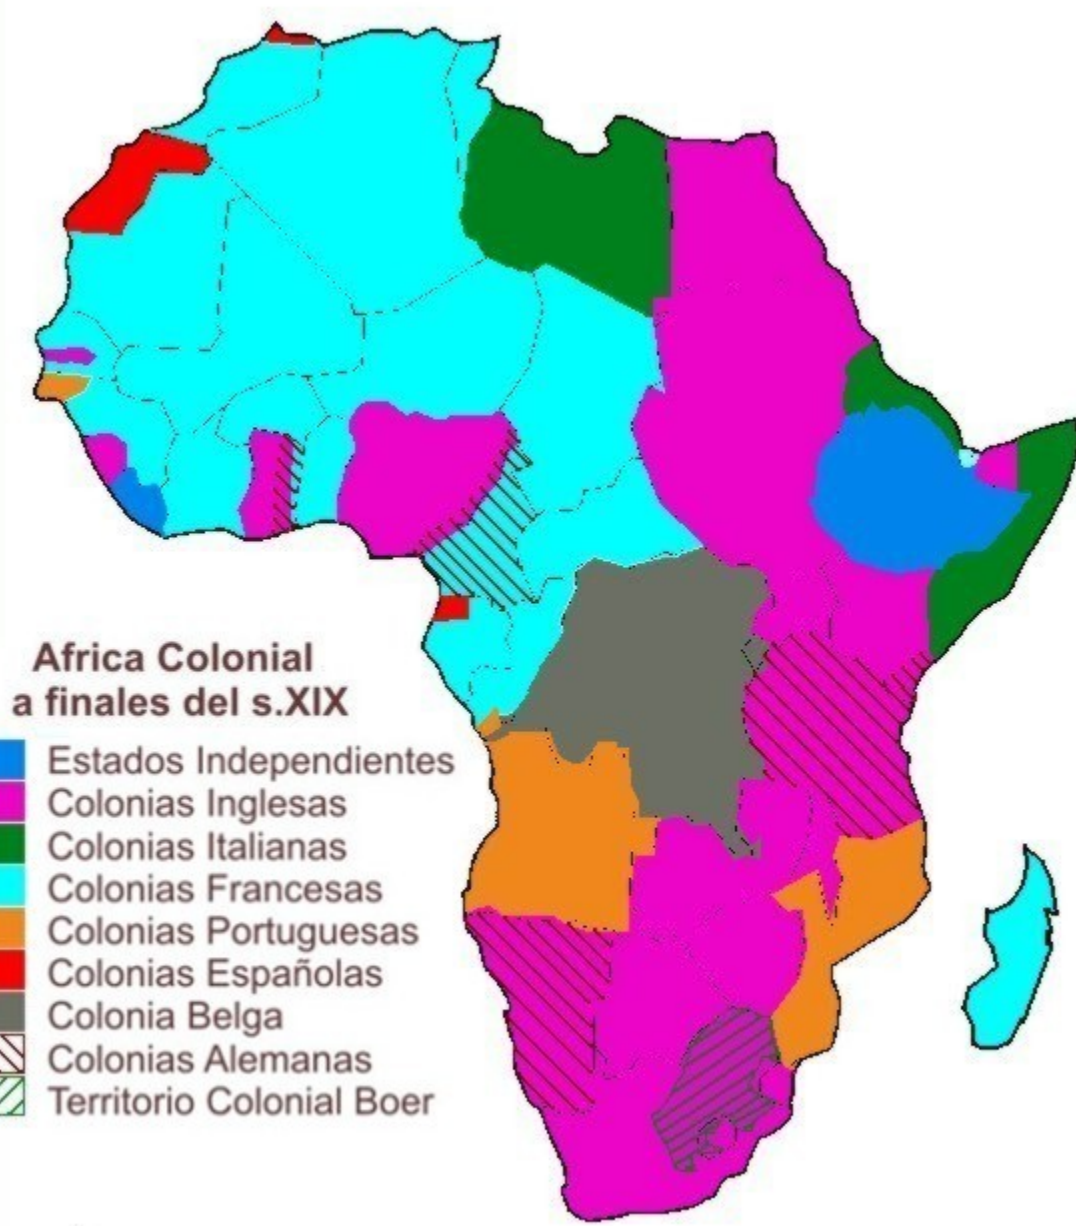 Africa Colonial
a finales del s.XIX
Estados Independientes
Colonias Inglesas
Colonias Italianas
Colonias Francesas
Colonias Portuguesas
Colonias Españolas
Colonia Belga
Colonias Alemanas
Territorio Colonial Boer